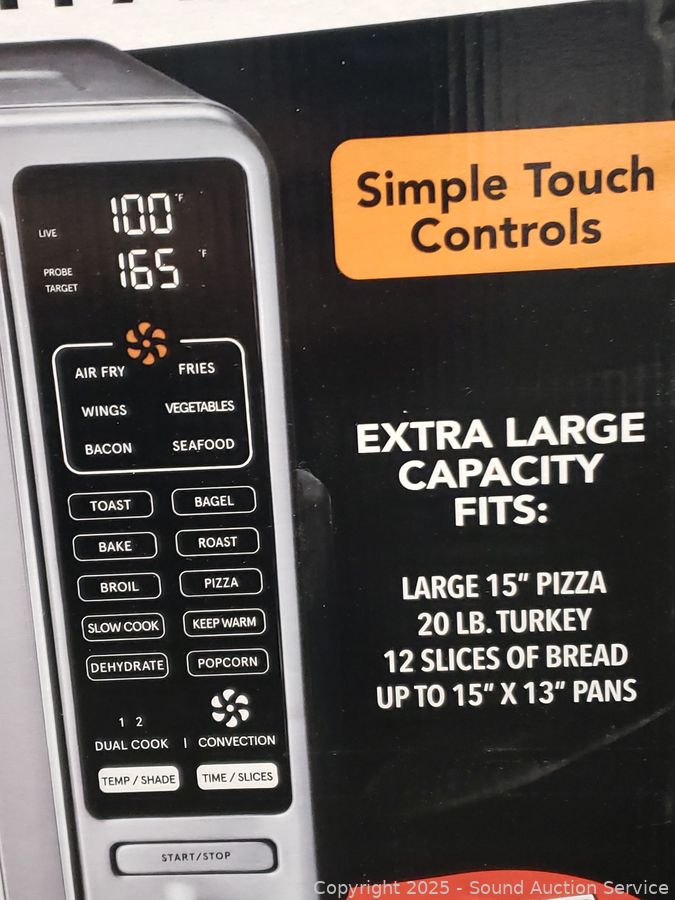 Simple Touch
Controls
100 °F
LIVE
165 °F
PROBE
TARGET
AIR FRY
FRIES
WINGS
VEGETABLES
BACON
SEAFOOD
TOAST
BAGEL
BAKE
ROAST
BROIL
PIZZA
SLOW COOK
KEEP WARM
DEHYDRATE
POPCORN
1 2
DUAL COOK | CONVECTION
TEMP / SHADE
TIME / SLICES
START/STOP
EXTRA LARGE
CAPACITY
FITS:
LARGE 15" PIZZA
20 LB. TURKEY
12 SLICES OF BREAD
UP TO 15" X 13" PANS
Copyright 2025 - Sound Auction Service